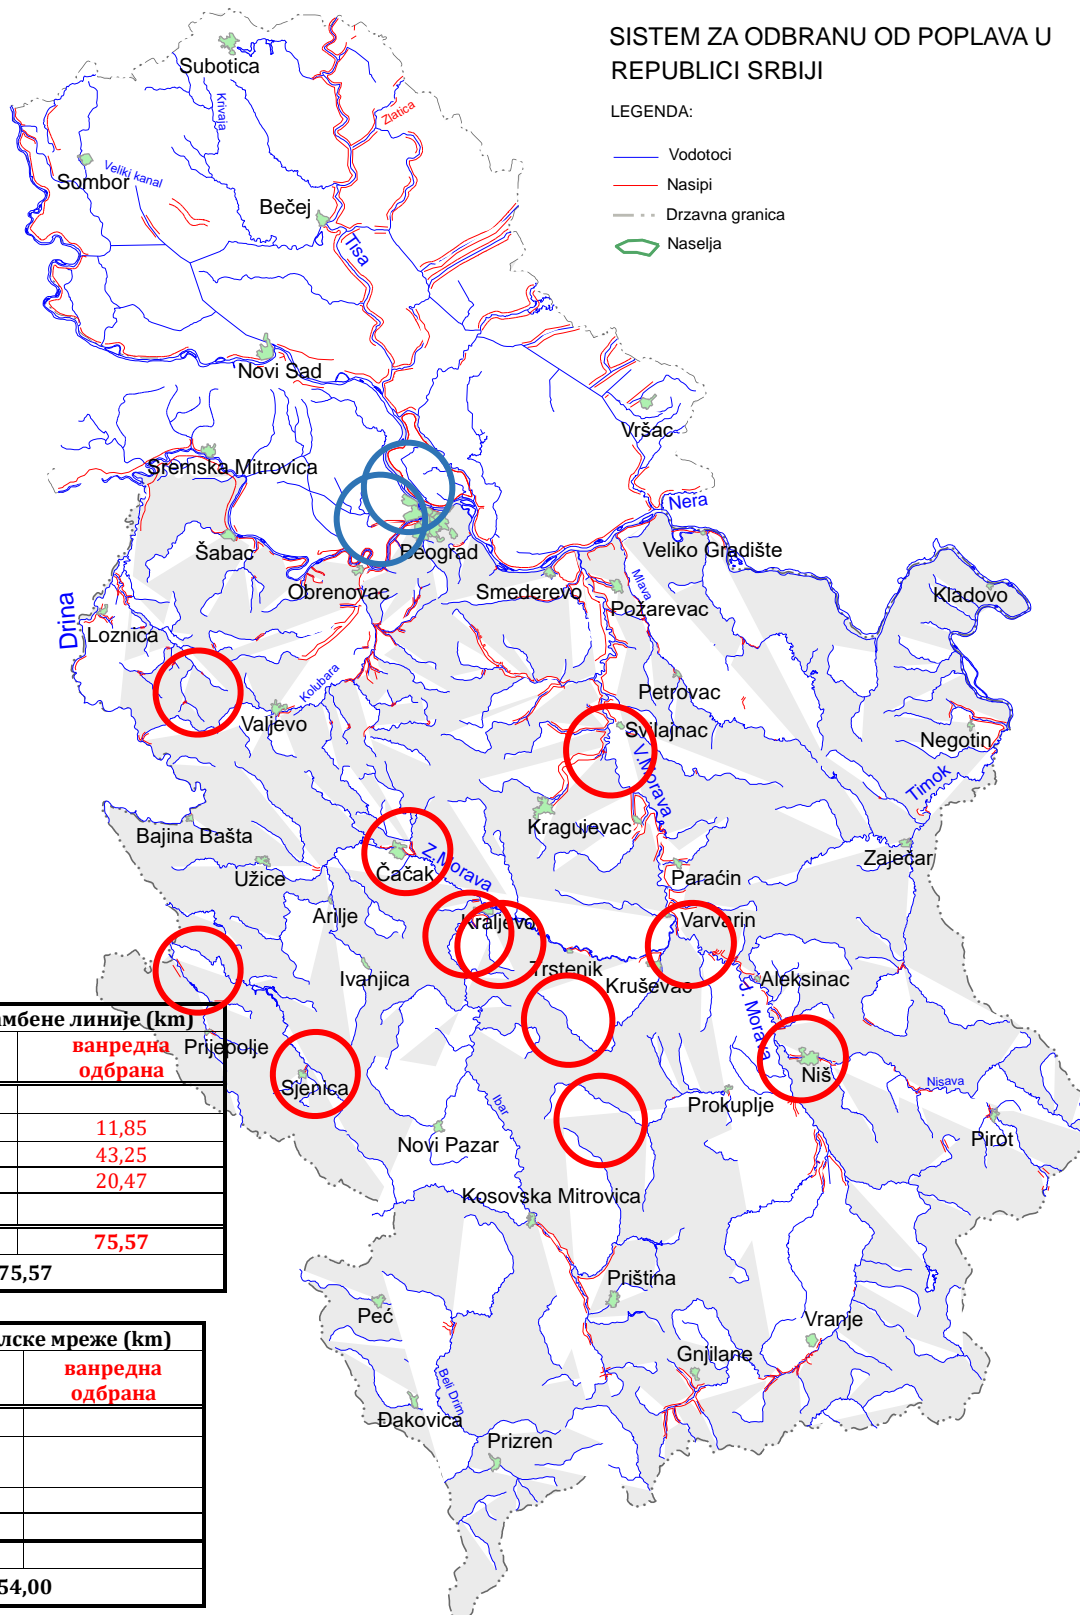 SISTEM ZA ODBRANU OD POPLAVA U
REPUBLICI SRBIJI
LEGENDA:
Vodotoci
Nasipi
Drzavna granica
Naselja
Subotica
Krivaja
Zlatica
Sombor
Veliki kanal
Bečej
Tisa
Novi Sad
Vršac
Sremska Mitrovica
Nera
Šabac
Beograd
Veliko Gradište
Obrenovac
Smederevo
Mlava
Požarevac
Kladovo
Drina
Loznica
Kolubara
Petrovac
Valjevo
Svilajnac
Negotin
V.Morava
Timok
Bajina Bašta
Kragujevac
Z.Morava
Zaječar
Užice
Čačak
Paraćin
Arilje
Kraljevo
Varvarin
Trstenik
Ivanjica
Kruševac
Aleksinac
J. Morava
Prijepolje
Sjenica
Niš
Nisava
Ibar
Prokuplje
Pirot
Novi Pazar
Kosovska Mitrovica
Priština
Peć
Vranje
Gnjilane
Beli Drim
Đakovica
Prizren
амбене линије (km)
ванредна
одбрана
11,85
43,25
20,47
75,57
75,57
лске мреже (km)
ванредна
одбрана
54,00